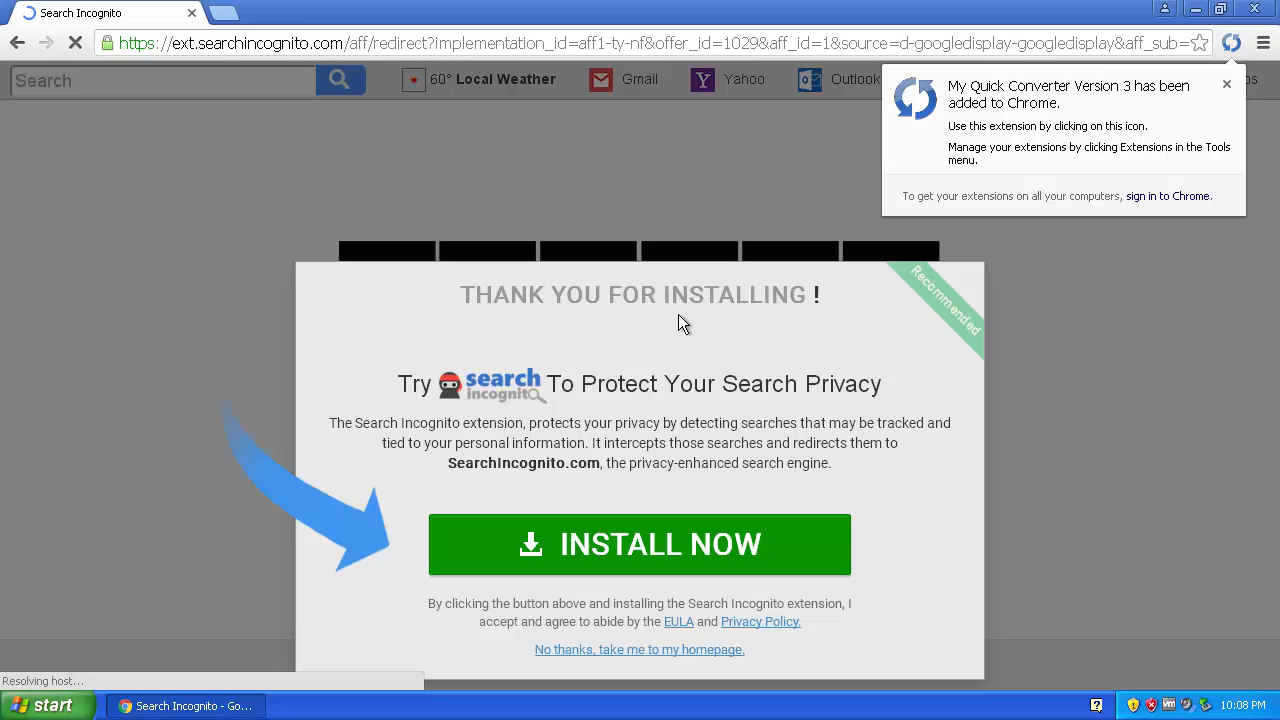 Search Incognito
https://ext.searchincognito.com/aff/redirect?implementation_id=aff1-ty-nf&offer_id=1029&aff_id=1&source=d-googledisplay-googledisplay&aff_sub=
Search
60° Local Weather
Gmail
Yahoo
Outlook
My Quick Converter Version 3 has been
added to Chrome.
Use this extension by clicking on this icon.
Manage your extensions by clicking Extensions in the Tools
menu.
To get your extensions on all your computers, sign in to Chrome.
THANK YOU FOR INSTALLING !
Recommended
Try search incognito To Protect Your Search Privacy
The Search Incognito extension, protects your privacy by detecting searches that may be tracked and
tied to your personal information. It intercepts those searches and redirects them to
SearchIncognito.com, the privacy-enhanced search engine.
INSTALL NOW
By clicking the button above and installing the Search Incognito extension, I
accept and agree to abide by the EULA and Privacy Policy.
No thanks, take me to my homepage.
Resolving host...
start
Search Incognito - Go...
10:08 PM